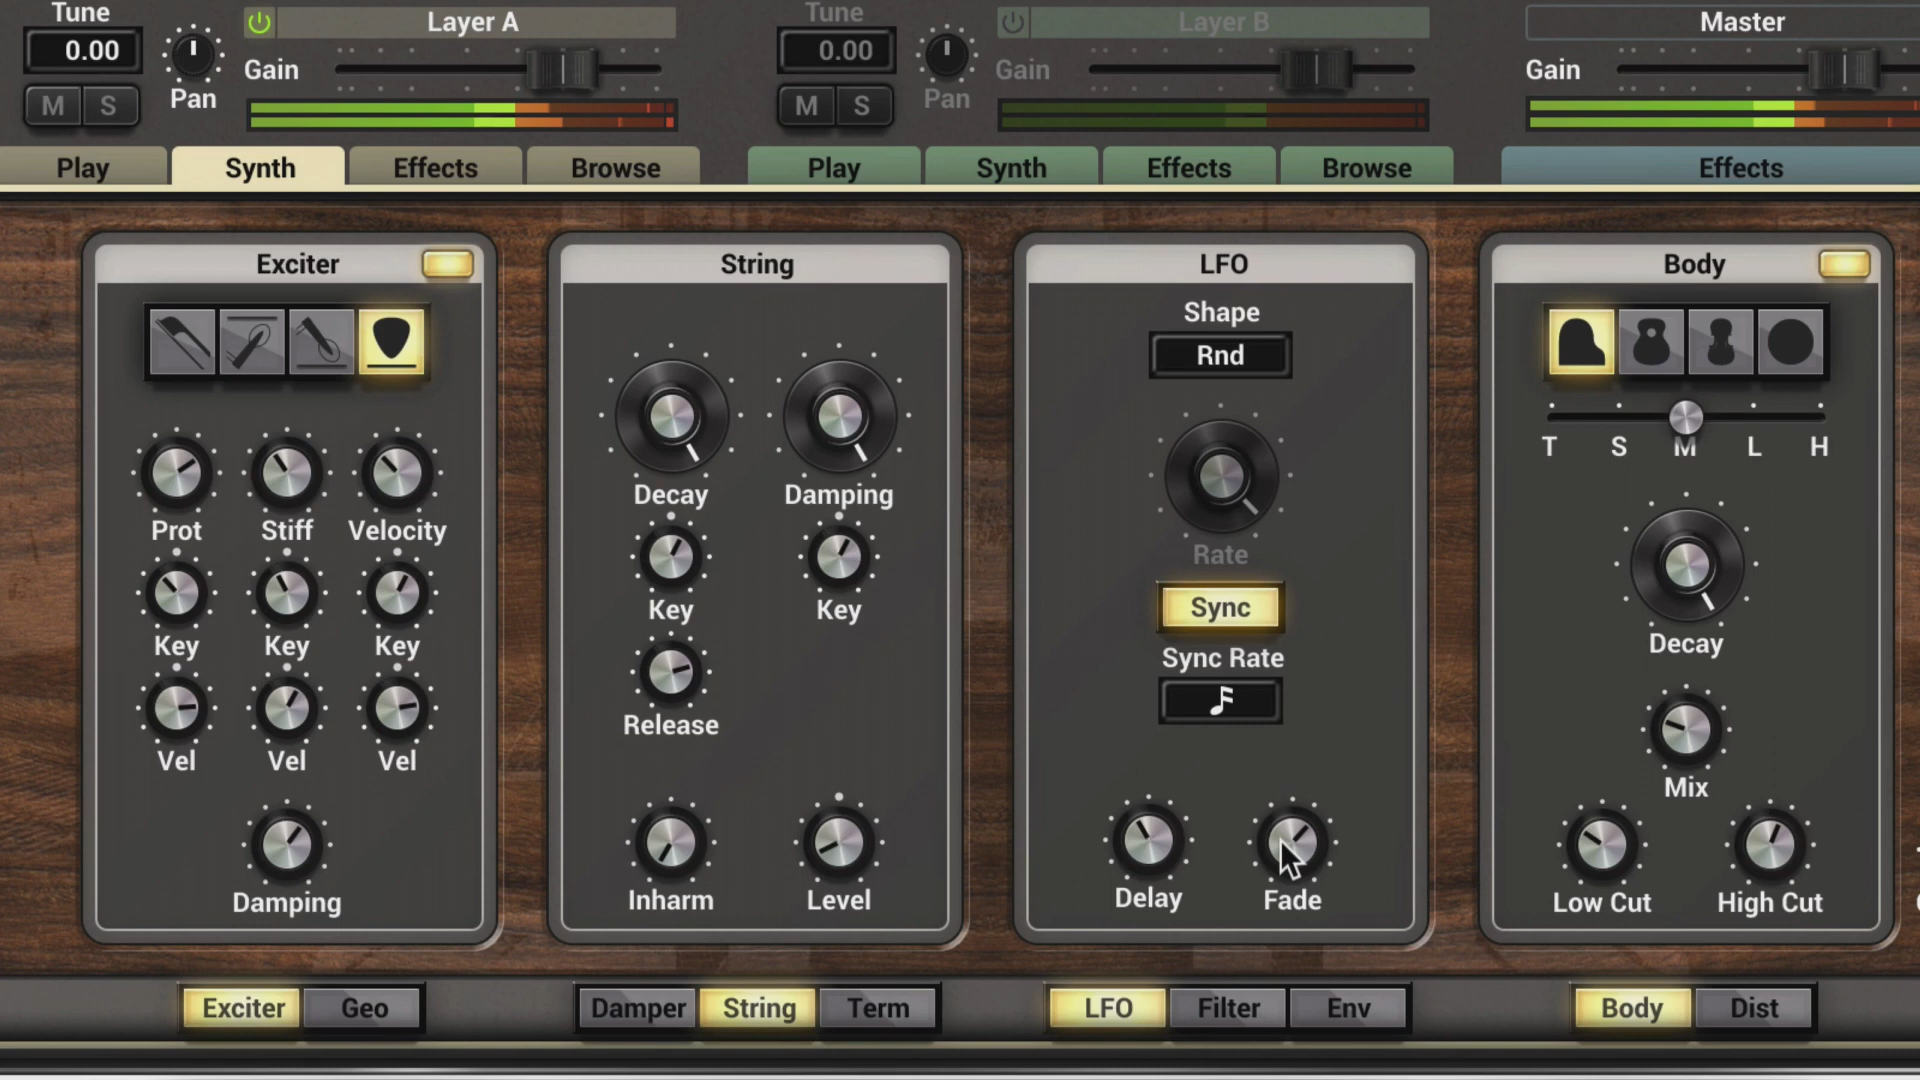 Tune
Layer A
Tune
Layer B
Master
0.00
0.00
Gain
Gain
Gain
Pan
Pan
M S
M S
Play Synth Effects Browse
Play Synth Effects Browse
Effects
Exciter
Prot Stiff Velocity
Key Key Key
Vel Vel Vel
Damping
String
Decay Damping
Key Key
Release
Inharm Level
LFO
Shape
Rnd
Rate
Sync
Sync Rate
Delay Fade
Body
T S M L H
Decay
Mix
Low Cut High Cut
Exciter Geo
Damper String Term
LFO Filter Env
Body Dist